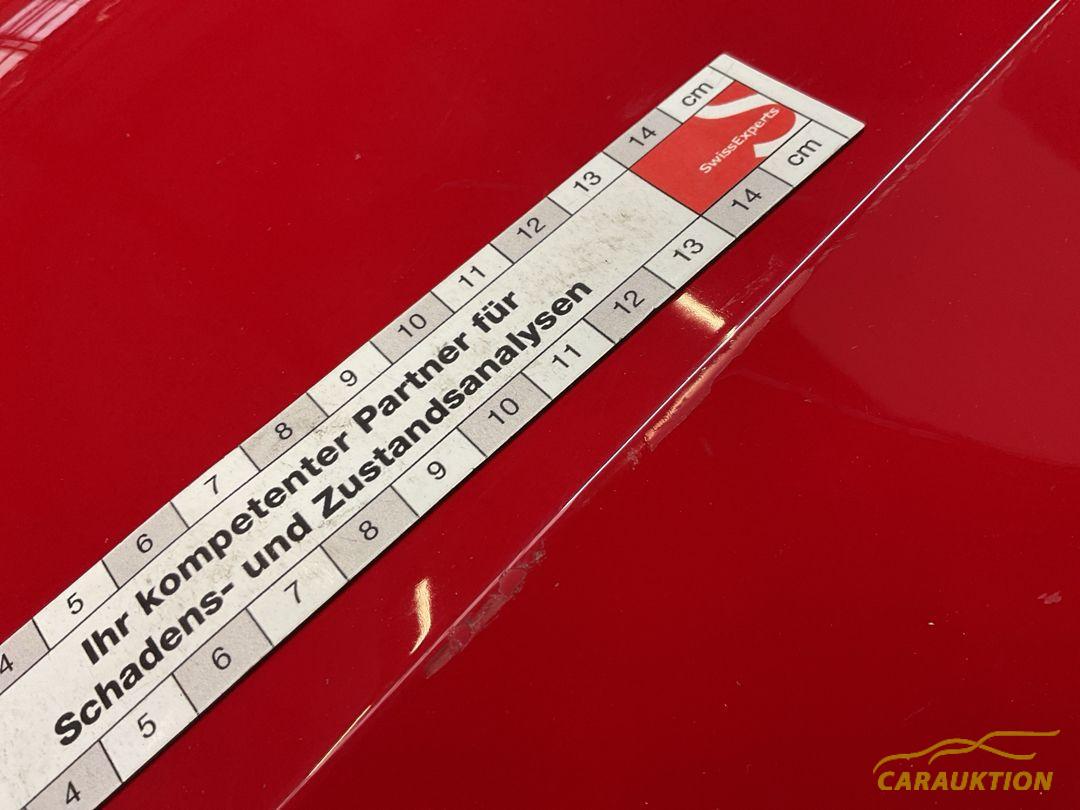 4 5 6 7 8 9 10 11 12 13 14 cm
SwissExperts
Ihr kompetenter Partner für
Schadens- und Zustandsanalysen
4 5 6 7 8 9 10 11 12 13 14 cm
CARAUKTION